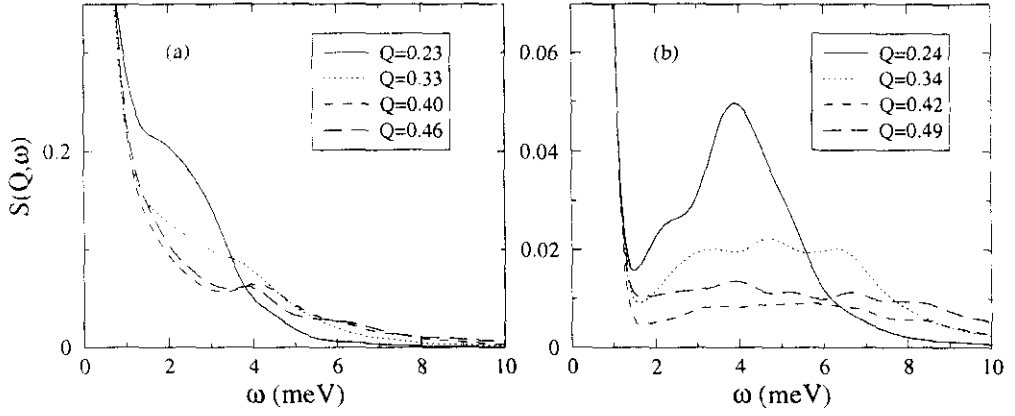 (a)
Q=0.23
Q=0.33
Q=0.40
Q=0.46
S(Q,ω)
0.2
0
0 2 4 6 8 10
ω (meV)
(b)
Q=0.24
Q=0.34
Q=0.42
Q=0.49
0.06
0.04
0.02
0
2 4 6 8 10
ω (meV)